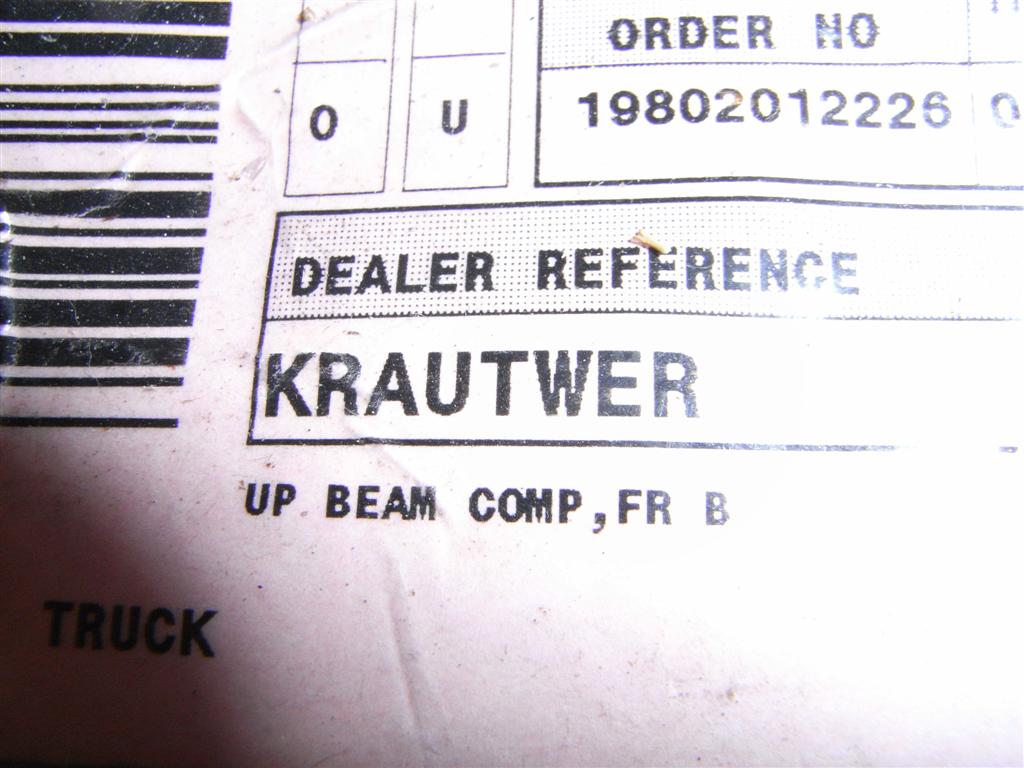 ORDER NO
O U 19802012226 0
DEALER REFERENCE
KRAUTWER
UP BEAM COMP,FR B
TRUCK